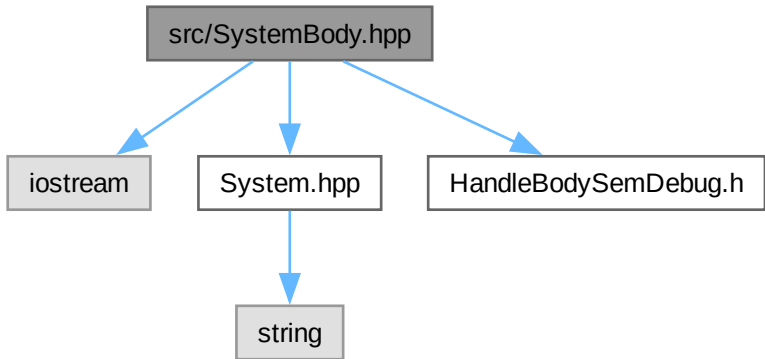 src/SystemBody.hpp
iostream
System.hpp
HandleBodySemDebug.h
string